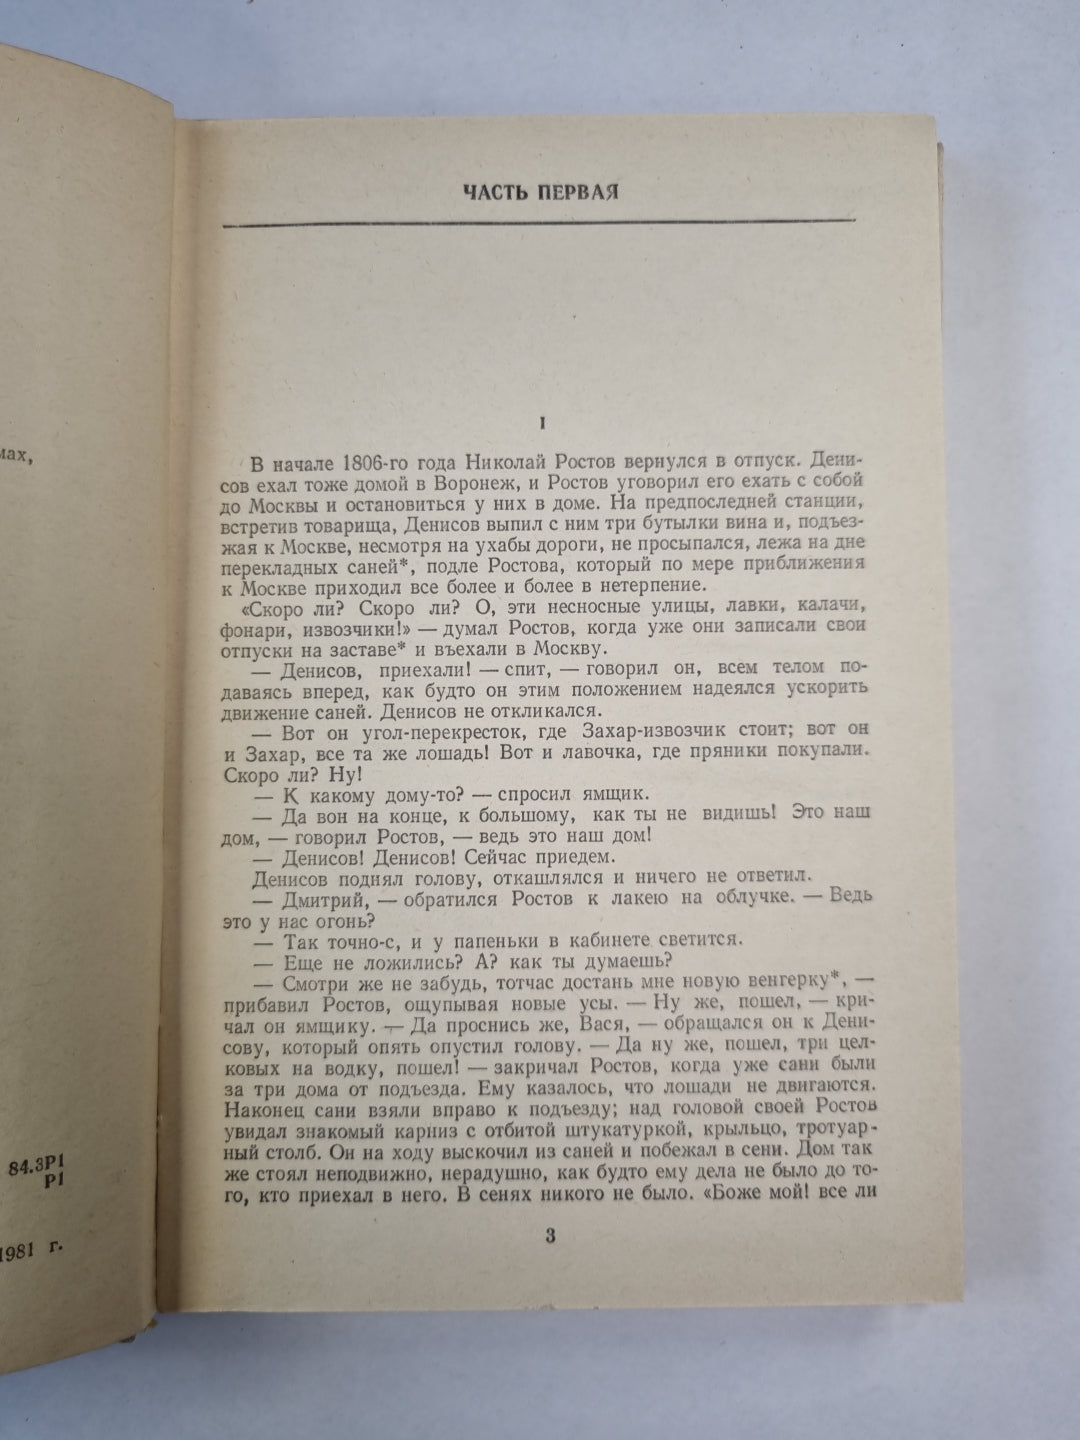 мах,
84.3Р1
Р1
1981 г.
ЧАСТЬ ПЕРВАЯ
I
В начале 1806-го года Николай Ростов вернулся в отпуск. Дени-
сов ехал тоже домой в Воронеж, и Ростов уговорил его ехать с собой
до Москвы и остановиться у них в доме. На предпоследней станции,
встретив товарища, Денисов выпил с ним три бутылки вина и, подъез-
жая к Москве, несмотря на ухабы дороги, не просыпался, лежа на дне
перекладных саней*, подле Ростова, который по мере приближения
к Москве приходил все более и более в нетерпение.
«Скоро ли? Скоро ли? О, эти несносные улицы, лавки, калачи,
фонари, извозчики!» — думал Ростов, когда уже они записали свои
отпуски на заставе* и въехали в Москву.
— Денисов, приехали! — спит, — говорил он, всем телом по-
даваясь вперед, как будто он этим положением надеялся ускорить
движение саней. Денисов не откликался.
— Вот он угол-перекресток, где Захар-извозчик стоит; вот он
и Захар, все та же лошадь! Вот и лавочка, где пряники покупали.
Скоро ли? Ну!
— К какому дому-то? — спросил ямщик.
— Да вон на конце, к большому, как ты не видишь! Это наш
дом, — говорил Ростов, — ведь это наш дом!
— Денисов! Денисов! Сейчас приедем.
Денисов поднял голову, откашлялся и ничего не ответил.
— Дмитрий, — обратился Ростов к лакею на облучке. — Ведь
это у нас огонь?
— Так точно-с, и у папеньки в кабинете светится.
— Еще не ложились? А? как ты думаешь?
— Смотри же не забудь, тотчас достань мне новую венгерку*, —
прибавил Ростов, ощупывая новые усы. — Ну же, пошел, — кри-
чал он ямщику. — Да проснись же, Вася, — обращался он к Дени-
сову, который опять опустил голову. — Да ну же, пошел, три цел-
ковых на водку, пошел! — закричал Ростов, когда уже сани были
за три дома от подъезда. Ему казалось, что лошади не двигаются.
Наконец сани взяли вправо к подъезду; над головой своей Ростов
увидал знакомый карниз с отбитой штукатуркой, крыльцо, тротуар-
ный столб. Он на ходу выскочил из саней и побежал в сени. Дом так
же стоял неподвижно, нерадушно, как будто ему дела не было до то-
го, кто приехал в него. В сенях никого не было. «Боже мой! все ли
3